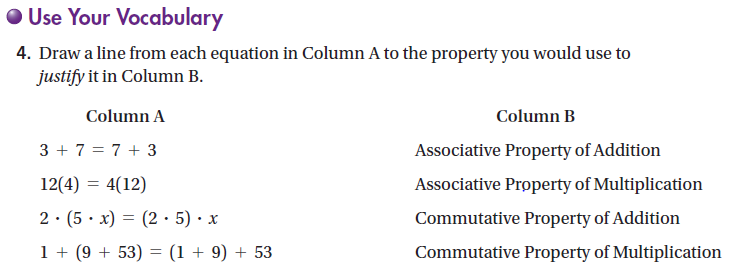 Use Your Vocabulary
4. Draw a line from each equation in Column A to the property you would use to
justify it in Column B.
Column A Column B
3 + 7 = 7 + 3 Associative Property of Addition
12(4) = 4(12) Associative Property of Multiplication
2 · (5 · x) = (2 · 5) · x Commutative Property of Addition
1 + (9 + 53) = (1 + 9) + 53 Commutative Property of Multiplication